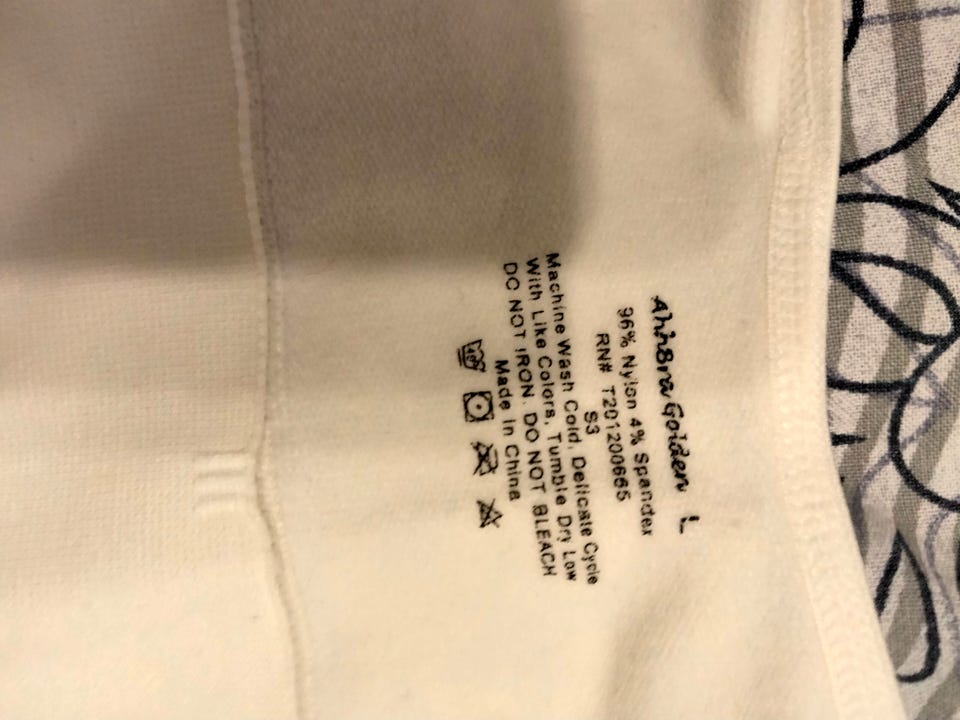 AhhBra Golden L
96% Nylon 4% Spandex
RN# T201200665
S3
Machine Wash Cold, Delicate Cycle
With Like Colors, Tumble Dry Low
DO NOT IRON. DO NOT BLEACH
Made in China